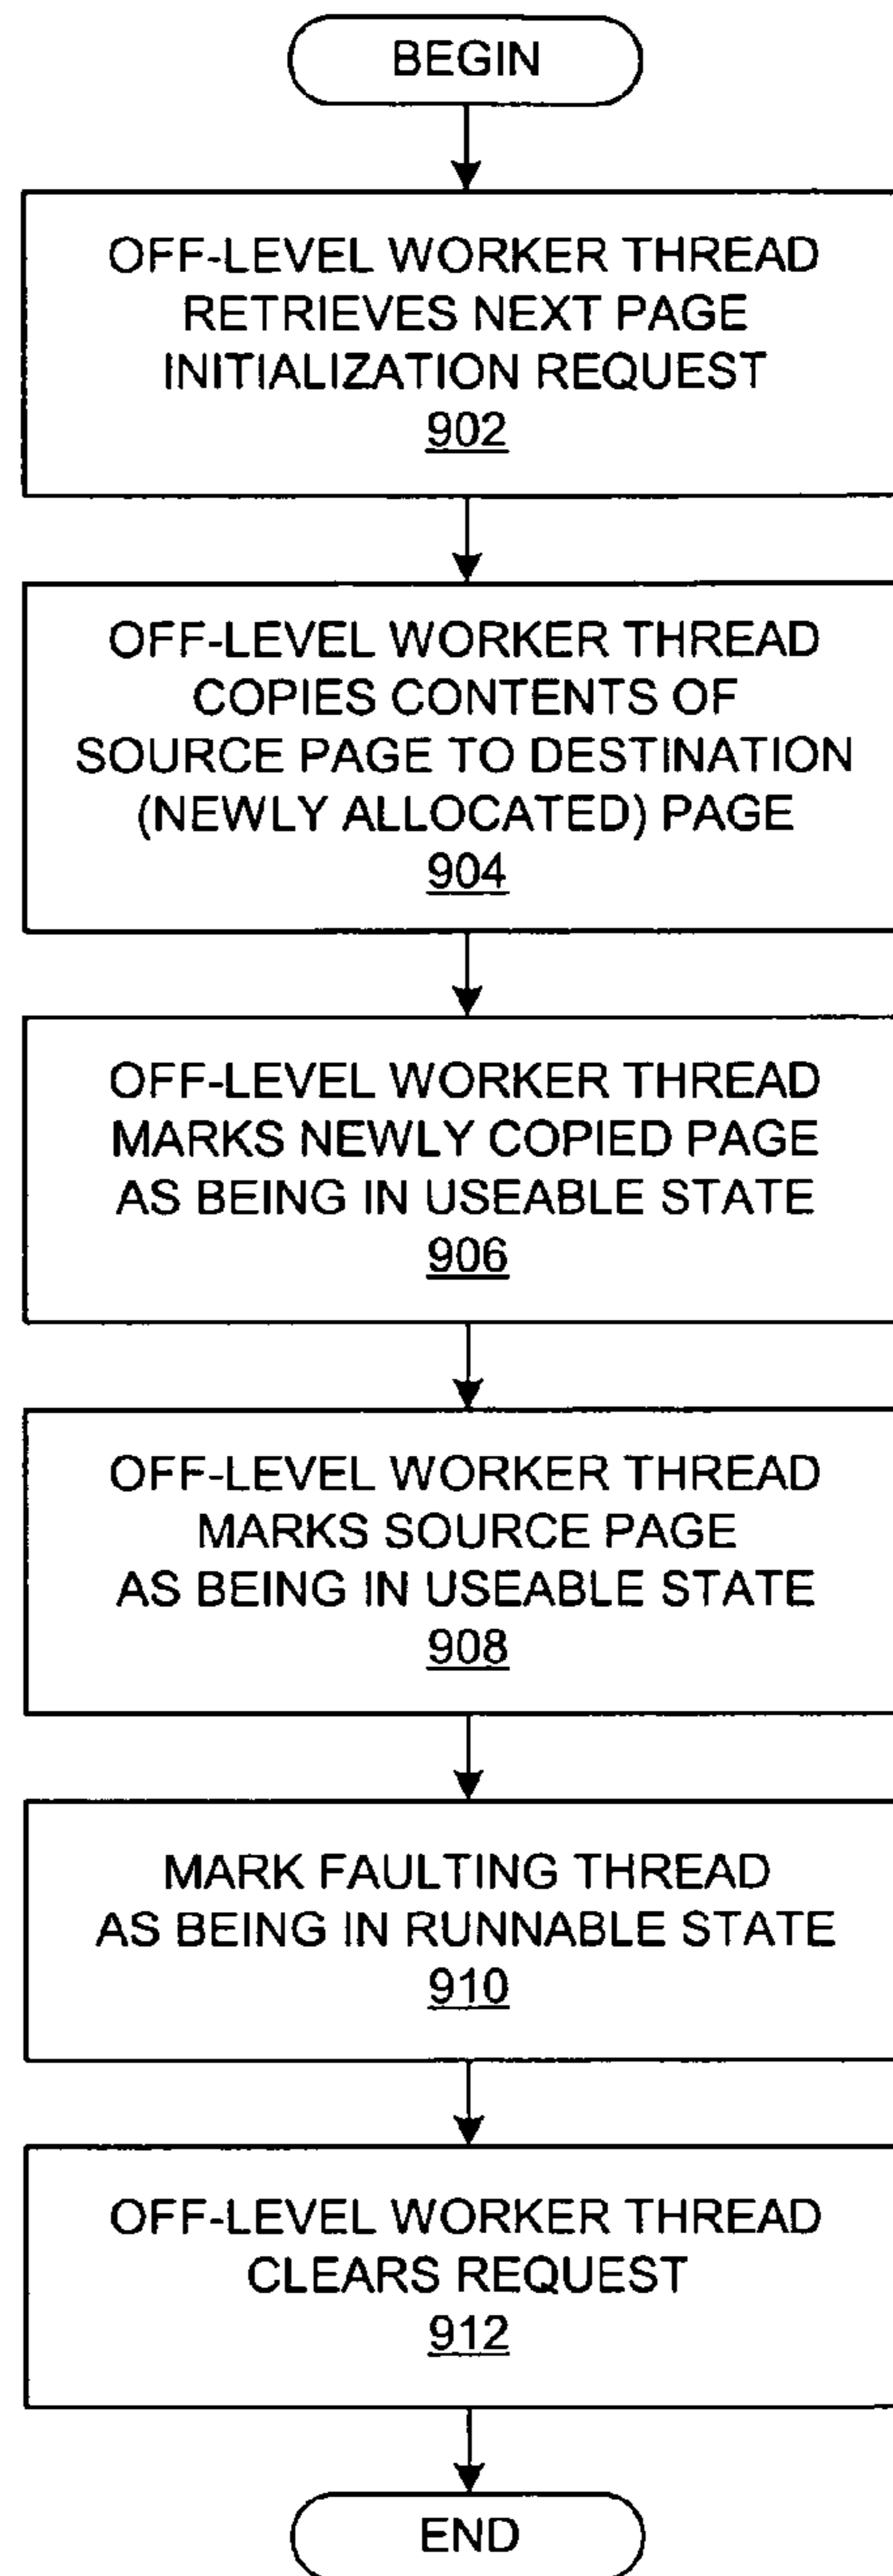 BEGIN
OFF-LEVEL WORKER THREAD
RETRIEVES NEXT PAGE
INITIALIZATION REQUEST
902
OFF-LEVEL WORKER THREAD
COPIES CONTENTS OF
SOURCE PAGE TO DESTINATION
(NEWLY ALLOCATED) PAGE
904
OFF-LEVEL WORKER THREAD
MARKS NEWLY COPIED PAGE
AS BEING IN USEABLE STATE
906
OFF-LEVEL WORKER THREAD
MARKS SOURCE PAGE
AS BEING IN USEABLE STATE
908
MARK FAULTING THREAD
AS BEING IN RUNNABLE STATE
910
OFF-LEVEL WORKER THREAD
CLEARS REQUEST
912
END